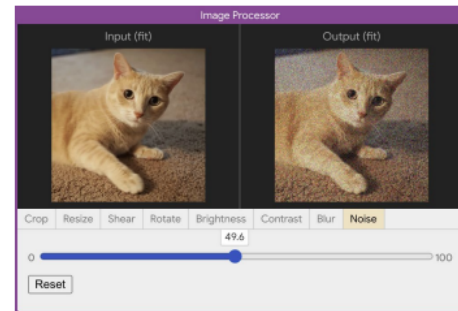 Image Processor
Input (fit)
Output (fit)
Crop Resize Shear Rotate Brightness Contrast Blur Noise
49.6
0 100
Reset